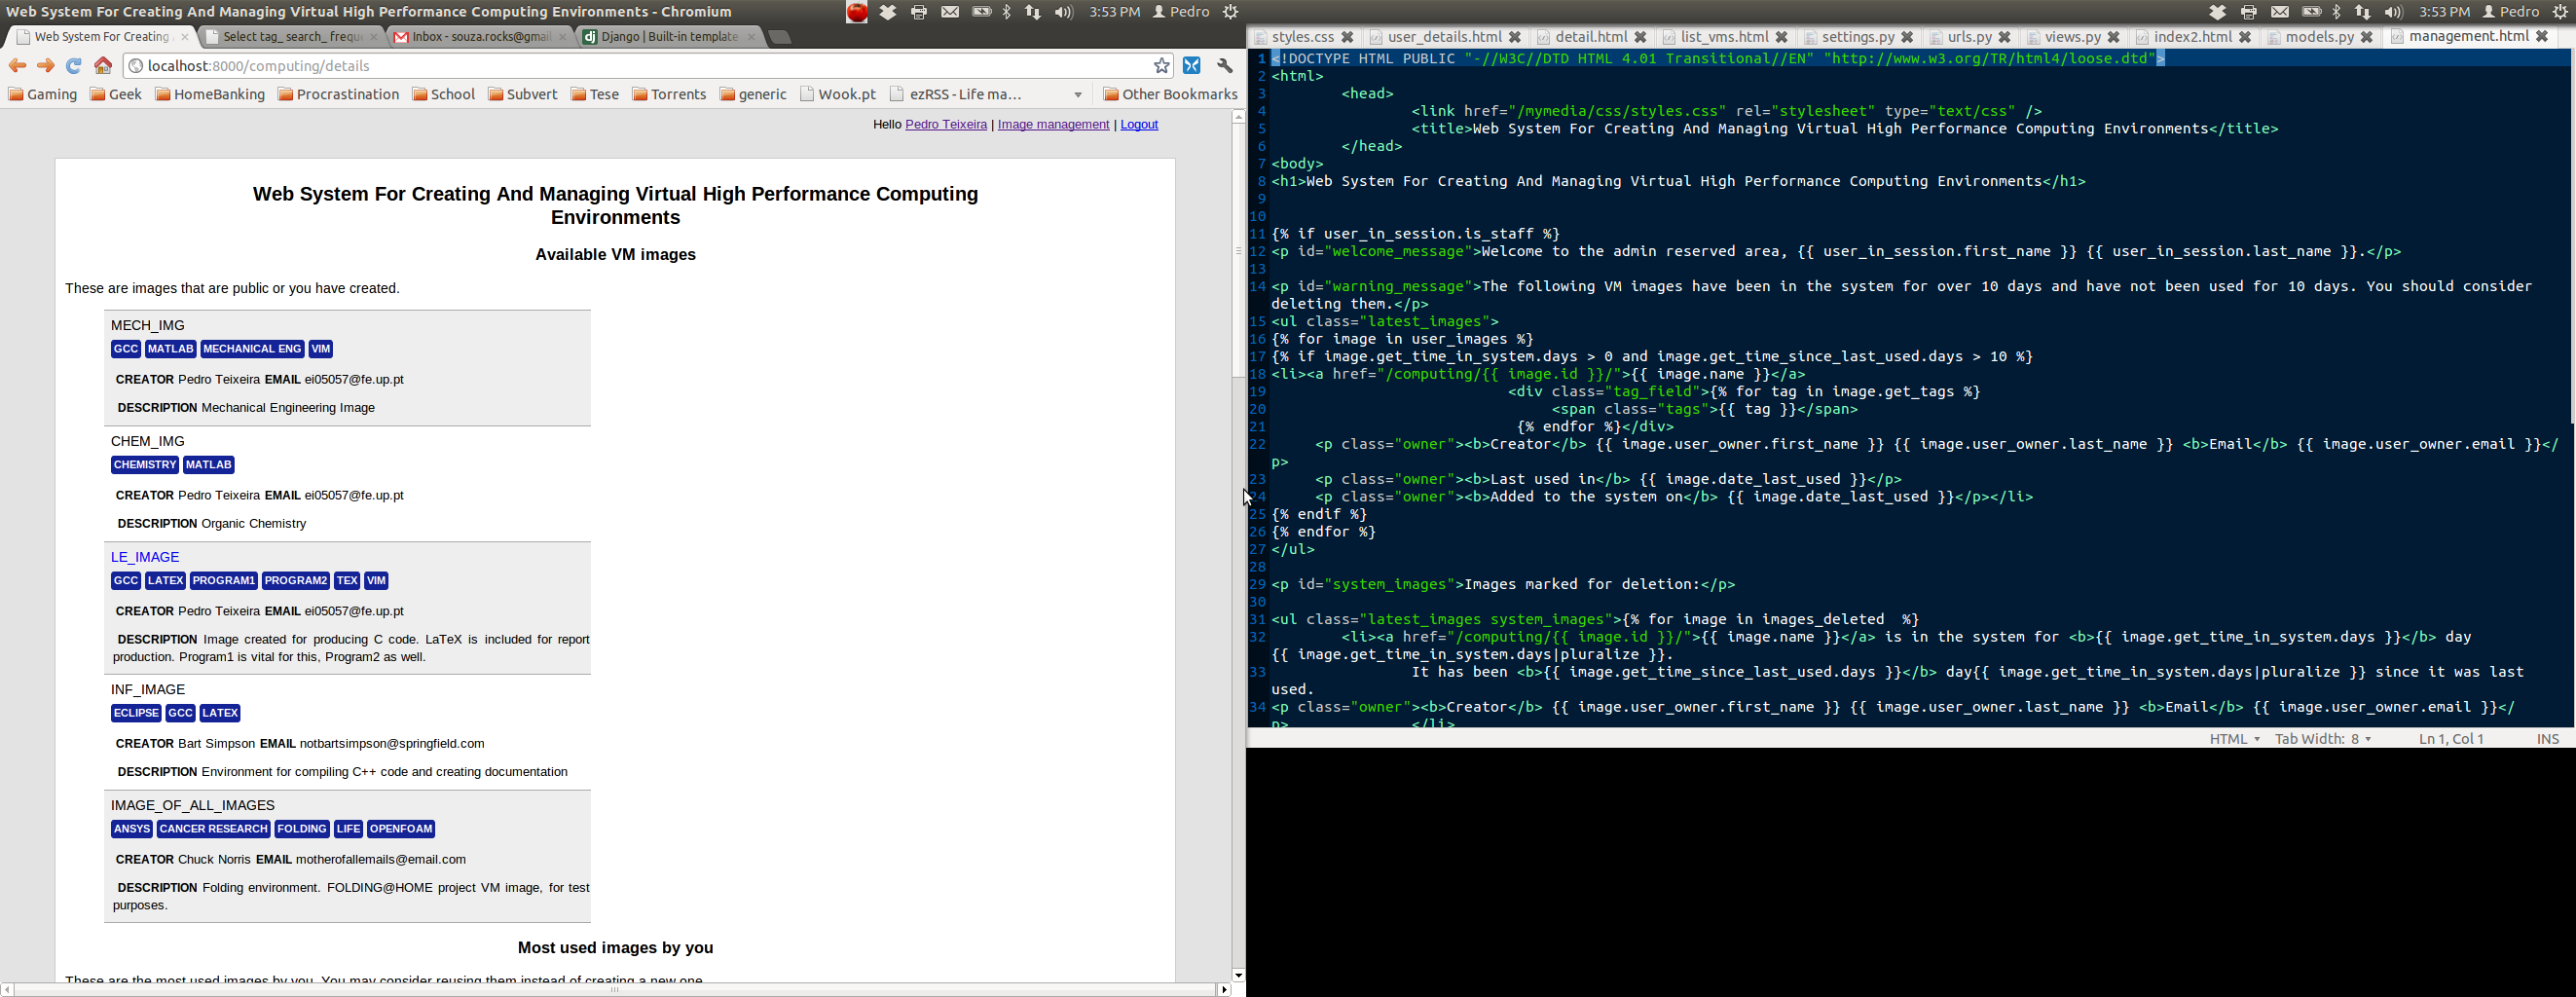 Web System For Creating And Managing Virtual High Performance Computing Environments - Chromium
3:53 PM Pedro
3:53 PM Pedro
Web System For Creating
Select tag_ search_ frequ
Inbox - souza.rocks@gmail
Django | Built-in template
localhost:8000/computing/details
Gaming Geek HomeBanking Procrastination School Subvert Tese Torrents generic Wook.pt ezRSS - Life ma... Other Bookmarks
Hello Pedro Teixeira | Image management | Logout
Web System For Creating And Managing Virtual High Performance Computing
Environments
Available VM images
These are images that are public or you have created.
MECH_IMG
GCC MATLAB MECHANICAL ENG VIM
CREATOR Pedro Teixeira EMAIL ei05057@fe.up.pt
DESCRIPTION Mechanical Engineering Image
CHEM_IMG
CHEMISTRY MATLAB
CREATOR Pedro Teixeira EMAIL ei05057@fe.up.pt
DESCRIPTION Organic Chemistry
LE_IMAGE
GCC LATEX PROGRAM1 PROGRAM2 TEX VIM
CREATOR Pedro Teixeira EMAIL ei05057@fe.up.pt
DESCRIPTION Image created for producing C code. LaTeX is included for report
production. Program1 is vital for this, Program2 as well.
INF_IMAGE
ECLIPSE GCC LATEX
CREATOR Bart Simpson EMAIL notbartsimpson@springfield.com
DESCRIPTION Environment for compiling C++ code and creating documentation
IMAGE_OF_ALL_IMAGES
ANSYS CANCER RESEARCH FOLDING LIFE OPENFOAM
CREATOR Chuck Norris EMAIL motherofallemails@email.com
DESCRIPTION Folding environment. FOLDING@HOME project VM image, for test
purposes.
Most used images by you
These are the most used images by you. You may consider reusing them instead of creating a new one.
styles.css user_details.html detail.html list_vms.html settings.py urls.py views.py index2.html models.py management.html
1 <!DOCTYPE HTML PUBLIC "-//W3C//DTD HTML 4.01 Transitional//EN" "http://www.w3.org/TR/html4/loose.dtd">
2 <html>
3 <head>
4 <link href="/mymedia/css/styles.css" rel="stylesheet" type="text/css" />
5 <title>Web System For Creating And Managing Virtual High Performance Computing Environments</title>
6 </head>
7 <body>
8 <h1>Web System For Creating And Managing Virtual High Performance Computing Environments</h1>
9
10
11 {% if user_in_session.is_staff %}
12 <p id="welcome_message">Welcome to the admin reserved area, {{ user_in_session.first_name }} {{ user_in_session.last_name }}.</p>
13
14 <p id="warning_message">The following VM images have been in the system for over 10 days and have not been used for 10 days. You should consider
deleting them.</p>
15 <ul class="latest_images">
16 {% for image in user_images %}
17 {% if image.get_time_in_system.days > 0 and image.get_time_since_last_used.days > 10 %}
18 <li><a href="/computing/{{ image.id }}/">{{ image.name }}</a>
19 <div class="tag_field">{% for tag in image.get_tags %}
20 <span class="tags">{{ tag }}</span>
21 {% endfor %}</div>
22 <p class="owner"><b>Creator</b> {{ image.user_owner.first_name }} {{ image.user_owner.last_name }} <b>Email</b> {{ image.user_owner.email }}</
p>
23 <p class="owner"><b>Last used in</b> {{ image.date_last_used }}</p>
24 <p class="owner"><b>Added to the system on</b> {{ image.date_last_used }}</p></li>
25 {% endif %}
26 {% endfor %}
27 </ul>
28
29 <p id="system_images">Images marked for deletion:</p>
30
31 <ul class="latest_images system_images">{% for image in images_deleted %}
32 <li><a href="/computing/{{ image.id }}/">{{ image.name }}</a> is in the system for <b>{{ image.get_time_in_system.days }}</b> day
{{ image.get_time_in_system.days|pluralize }}.
33 It has been <b>{{ image.get_time_since_last_used.days }}</b> day{{ image.get_time_in_system.days|pluralize }} since it was last
used.
34 <p class="owner"><b>Creator</b> {{ image.user_owner.first_name }} {{ image.user_owner.last_name }} <b>Email</b> {{ image.user_owner.email }}</
p> </li>
HTML Tab Width: 8 Ln 1, Col 1 INS